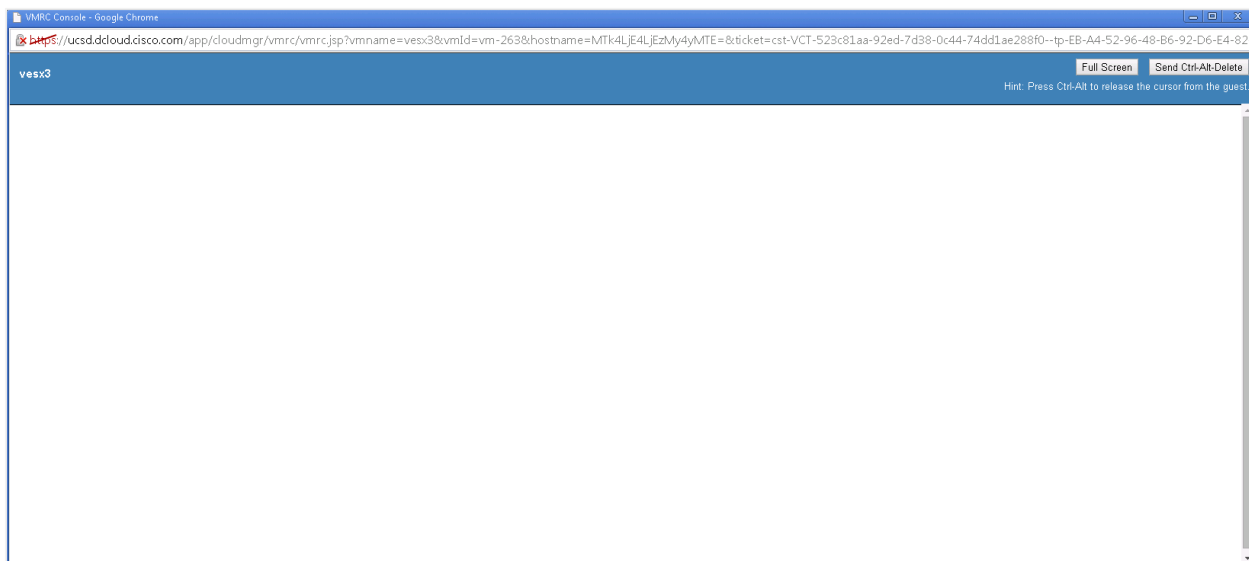 VMRC Console - Google Chrome
https://ucsd.dcloud.cisco.com/app/cloudmgr/vmrc/vmrc.jsp?vmname=vesx3&vmId=vm-263&hostname=MTk4LjE4LjEzMy4yMTE=&ticket=cst-VCT-523c81aa-92ed-7d38-0c44-74dd1ae288f0--tp-EB-A4-52-96-48-B6-92-D6-E4-82
vesx3
Full Screen
Send Ctrl-Alt-Delete
Hint: Press Ctrl-Alt to release the cursor from the guest.